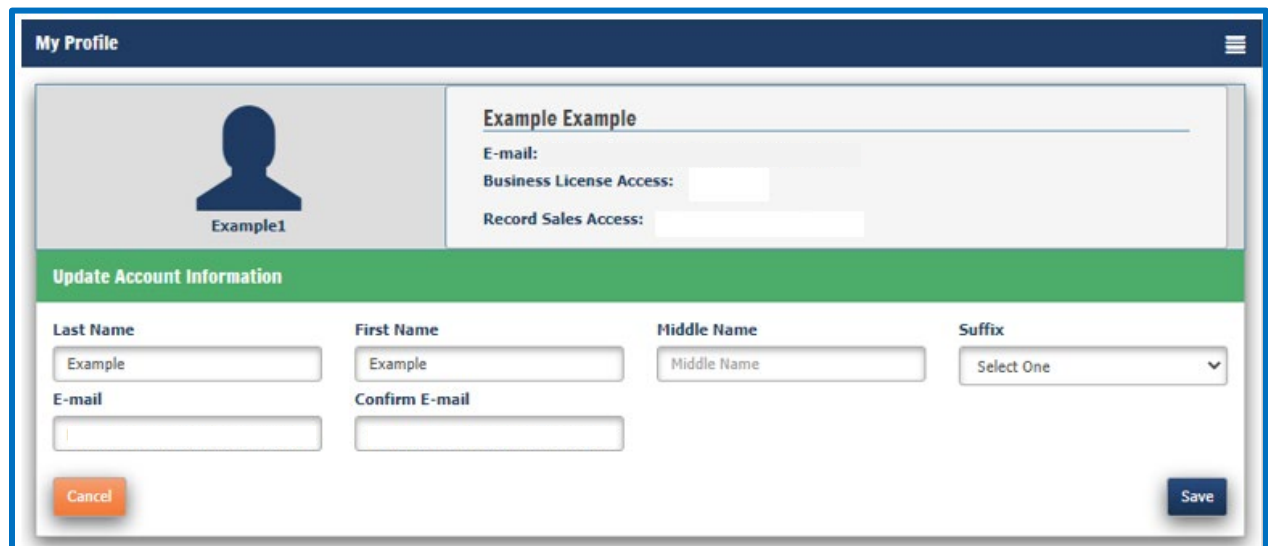 My Profile
Example Example
E-mail:
Business License Access:
Example1
Record Sales Access:
Update Account Information
Last Name First Name Middle Name Suffix
Example Example Middle Name Select One
E-mail Confirm E-mail
Cancel Save